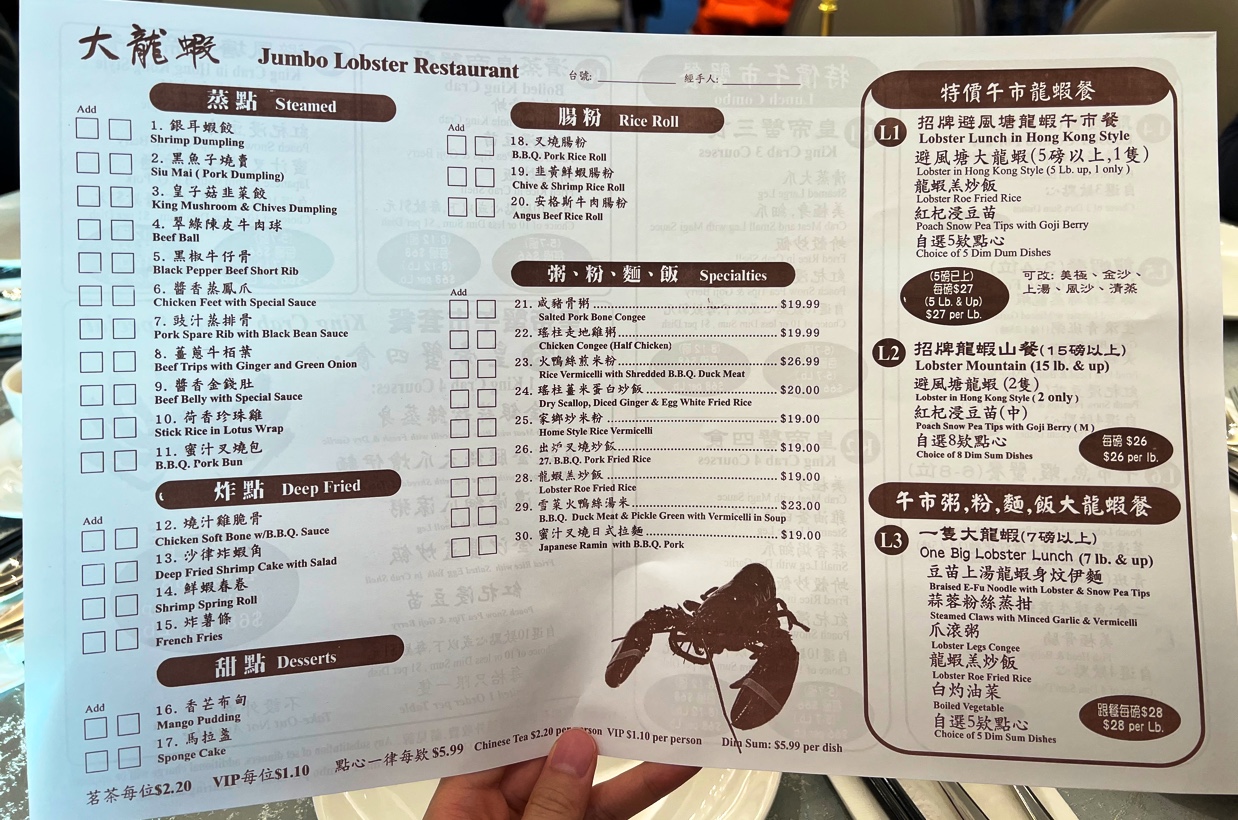 大龍蝦 Jumbo Lobster Restaurant
台號: 經手人:
蒸點 Steamed
Add
1. 銀耳蝦餃
Shrimp Dumpling
2. 黑魚子燒賣
Siu Mai ( Pork Dumpling)
3. 皇子菇韭菜餃
King Mushroom & Chives Dumpling
4. 翠綠陳皮牛肉球
Beef Ball
5. 黑椒牛仔骨
Black Pepper Beef Short Rib
6. 醬香蒸鳳爪
Chicken Feet with Special Sauce
7. 豉汁蒸排骨
Pork Spare Rib with Black Bean Sauce
8. 薑蔥牛栢葉
Beef Trips with Ginger and Green Onion
9. 醬香金錢肚
Beef Belly with Special Sauce
10. 荷香珍珠雞
Stick Rice in Lotus Wrap
11. 蜜汁叉燒包
B.B.Q. Pork Bun
炸點 Deep Fried
Add
12. 燒汁雞脆骨
Chicken Soft Bone w/B.B.Q. Sauce
13. 沙律炸蝦角
Deep Fried Shrimp Cake with Salad
14. 鮮蝦春卷
Shrimp Spring Roll
15. 炸薯條
French Fries
甜點 Desserts
Add
16. 香芒布甸
Mango Pudding
17. 馬拉盞
Sponge Cake
腸粉 Rice Roll
Add
18. 叉燒腸粉
B.B.Q. Pork Rice Roll
19. 韭黃鮮蝦腸粉
Chive & Shrimp Rice Roll
20. 安格斯牛肉腸粉
Angus Beef Rice Roll
粥、粉、麵、飯 Specialties
Add
21. 咸豬骨粥 $19.99
Salted Pork Bone Congee
22. 瑤柱走地雞粥 $19.99
Chicken Congee (Half Chicken)
23. 火鴨絲煎米粉 $26.99
Rice Vermicelli with Shredded B.B.Q. Duck Meat
24. 瑤柱薑米蛋白炒飯 $20.00
Dry Scallop, Diced Ginger & Egg White Fried Rice
25. 家鄉炒米粉 $19.00
Home Style Rice Vermicelli
26. 出炉叉燒炒飯 $19.00
27. B.B.Q. Pork Fried Rice
28. 龍蝦羔炒飯 $19.00
Lobster Roe Fried Rice
29. 雪菜火鴨絲湯米 $23.00
B.B.Q. Duck Meat & Pickle Green with Vermicelli in Soup
30. 蜜汁叉燒日式拉麵 $19.00
Japanese Ramin with B.B.Q. Pork
特價午市龍蝦餐
L1 招牌避風塘龍蝦午市餐
Lobster Lunch in Hong Kong Style
避風塘大龍蝦(5磅以上,1隻)
Lobster in Hong Kong Style (5 Lb. up, 1 only )
龍蝦羔炒飯
Lobster Roe Fried Rice
紅杞浸豆苗
Poach Snow Pea Tips with Goji Berry
自選5欵點心
Choice of 5 Dim Dum Dishes
(5磅已上)
每磅$27
(5 Lb. & Up)
$27 per Lb.
可改: 美極、金沙、
上湯、風沙、清蒸
L2 招牌龍蝦山餐(15磅以上)
Lobster Mountain (15 lb. & up)
避風塘龍蝦 (2隻)
Lobster in Hong Kong Style ( 2 only )
紅杞浸豆苗(中)
Poach Snow Pea Tips with Goji Berry ( M )
自選8欵點心
Choice of 8 Dim Sum Dishes
每磅 $26
$26 per lb.
午市粥,粉,麵,飯大龍蝦餐
L3 一隻大龍蝦(7磅以上)
One Big Lobster Lunch (7 lb. & up)
豆苗上湯龍蝦身炆伊麵
Braised E-Fu Noodle with Lobster & Snow Pea Tips
蒜蓉粉絲蒸拑
Steamed Claws with Minced Garlic & Vermicelli
爪滾粥
Lobster Legs Congee
龍蝦羔炒飯
Lobster Roe Fried Rice
白灼油菜
Boiled Vegetable
自選5欵點心
Choice of 5 Dim Sum Dishes
跟餐每磅$28
$28 per Lb.
茗茶每位$2.20 VIP每位$1.10 點心一律每欵 $5.99 Chinese Tea $2.20 per person VIP $1.10 per person Dim Sum: $5.99 per dish